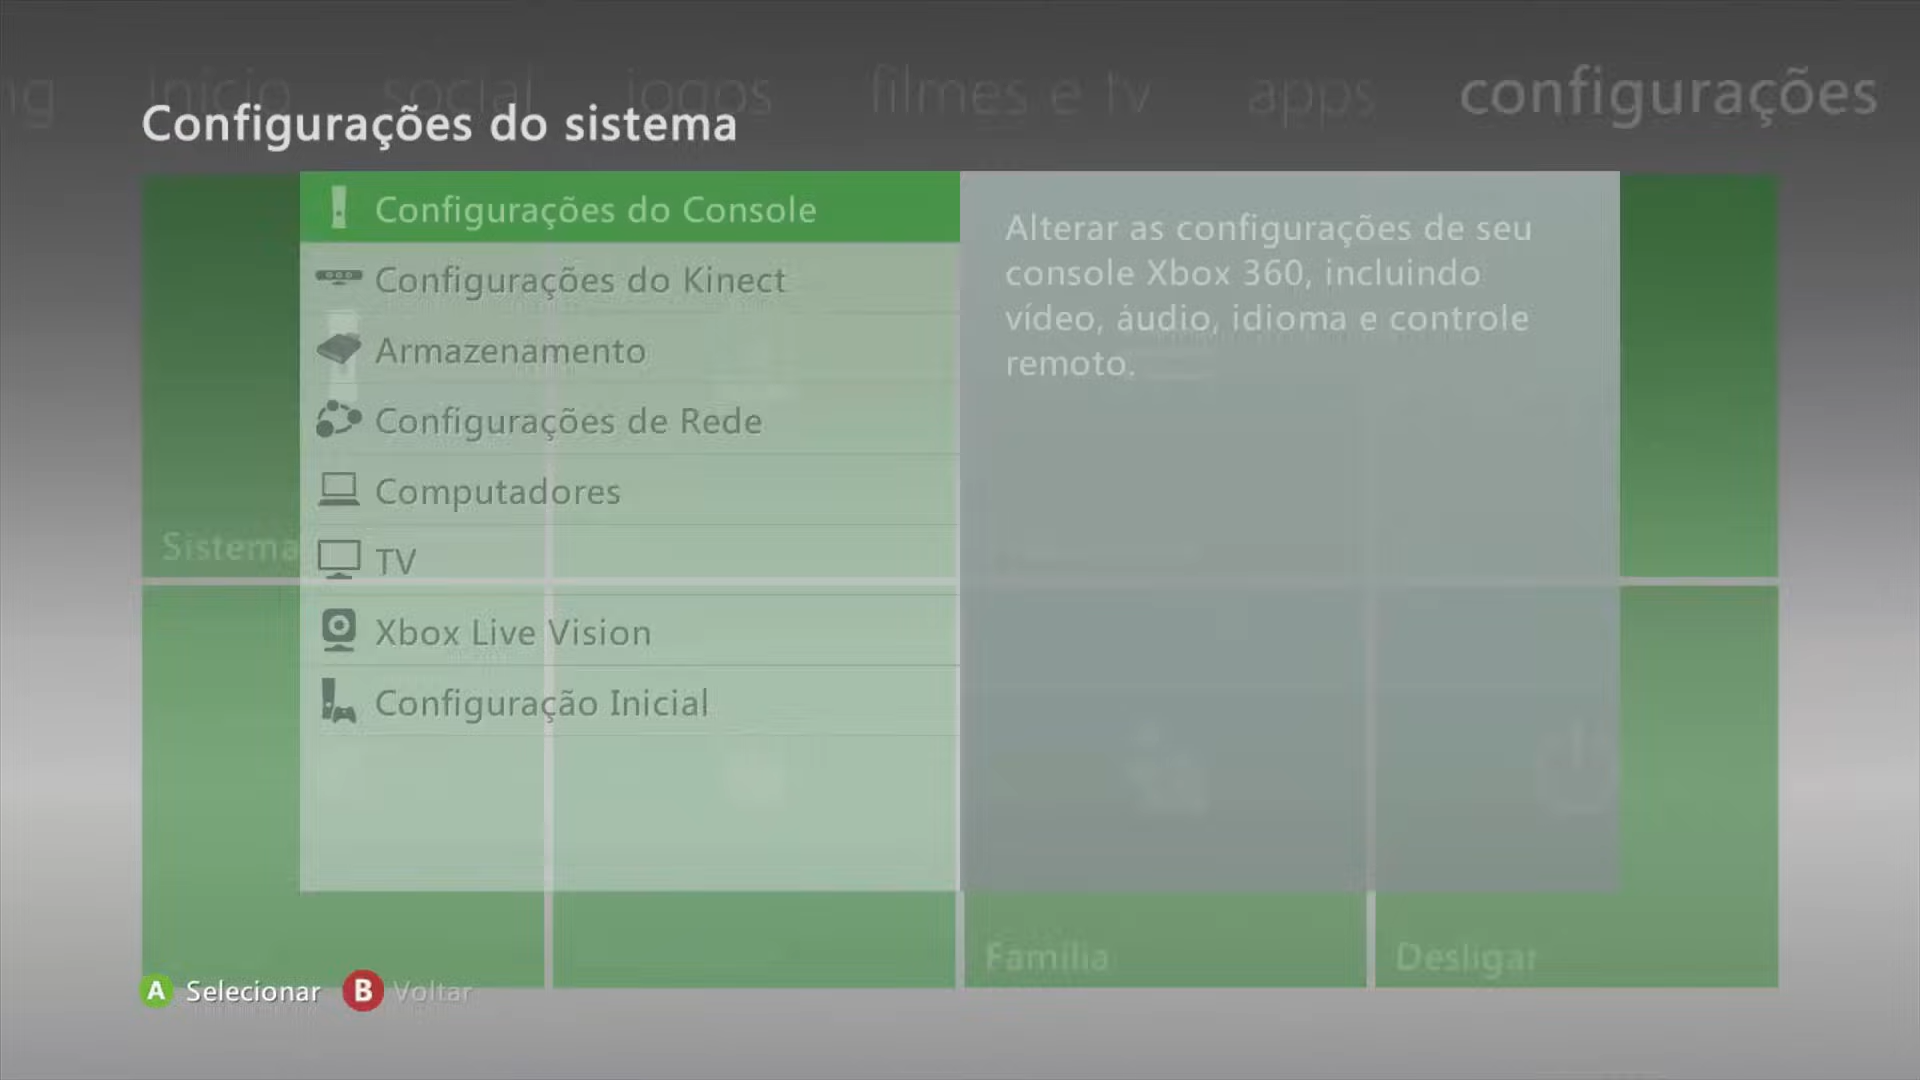 início social jogos filmes e tv apps configurações
Configurações do sistema
Configurações do Console
Configurações do Kinect
Armazenamento
Configurações de Rede
Computadores
TV
Xbox Live Vision
Configuração Inicial
Alterar as configurações de seu
console Xbox 360, incluindo
vídeo, áudio, idioma e controle
remoto.
Sistema
Família
Desligar
A Selecionar B Voltar